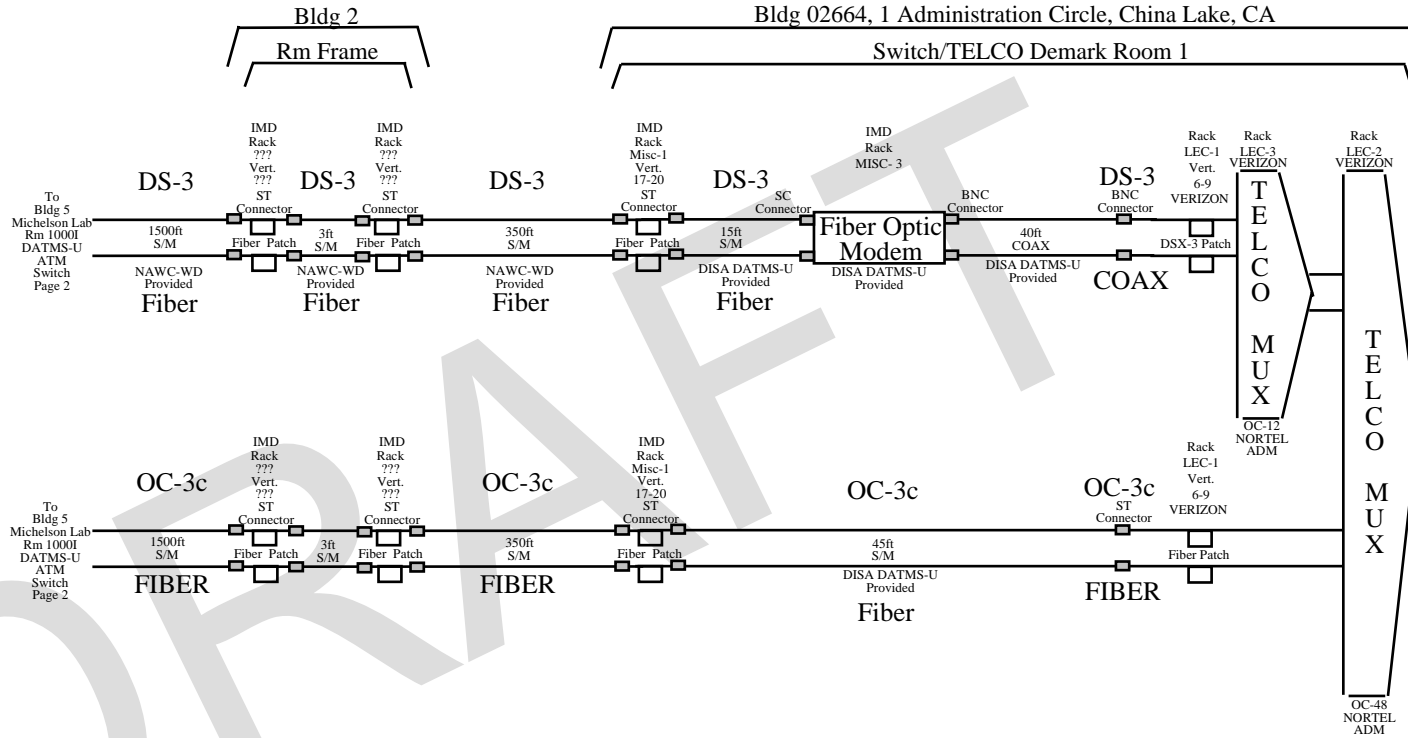 Bldg 2
Bldg 02664, 1 Administration Circle, China Lake, CA
Rm Frame
Switch/TELCO Demark Room 1
To
Bldg 5
Michelson Lab
Rm 1000I
DATMS-U
ATM
Switch
Page 2
DS-3
1500ft
S/M
NAWC-WD
Provided
Fiber
IMD
Rack
???
Vert.
???
ST
Connector
Fiber Patch
DS-3
3ft
S/M
NAWC-WD
Provided
Fiber
IMD
Rack
???
Vert.
???
ST
Connector
Fiber Patch
DS-3
350ft
S/M
NAWC-WD
Provided
Fiber
IMD
Rack
Misc-1
Vert.
17-20
ST
Connector
Fiber Patch
DS-3
15ft
S/M
DISA DATMS-U
Provided
Fiber
SC
Connector
IMD
Rack
MISC- 3
Fiber Optic
Modem
DISA DATMS-U
Provided
BNC
Connector
40ft
COAX
DISA DATMS-U
Provided
DS-3
BNC
Connector
COAX
Rack
LEC-1
Vert.
6-9
VERIZON
DSX-3 Patch
Rack
LEC-3
VERIZON
TELCO MUX
OC-12
NORTEL
ADM
Rack
LEC-2
VERIZON
TELCO MUX
OC-48
NORTEL
ADM
To
Bldg 5
Michelson Lab
Rm 1000I
DATMS-U
ATM
Switch
Page 2
OC-3c
1500ft
S/M
FIBER
IMD
Rack
???
Vert.
???
ST
Connector
Fiber Patch
3ft
S/M
IMD
Rack
???
Vert.
???
ST
Connector
Fiber Patch
OC-3c
350ft
S/M
FIBER
IMD
Rack
Misc-1
Vert.
17-20
ST
Connector
Fiber Patch
OC-3c
45ft
S/M
DISA DATMS-U
Provided
Fiber
OC-3c
ST
Connector
FIBER
Rack
LEC-1
Vert.
6-9
VERIZON
Fiber Patch
DRAFT